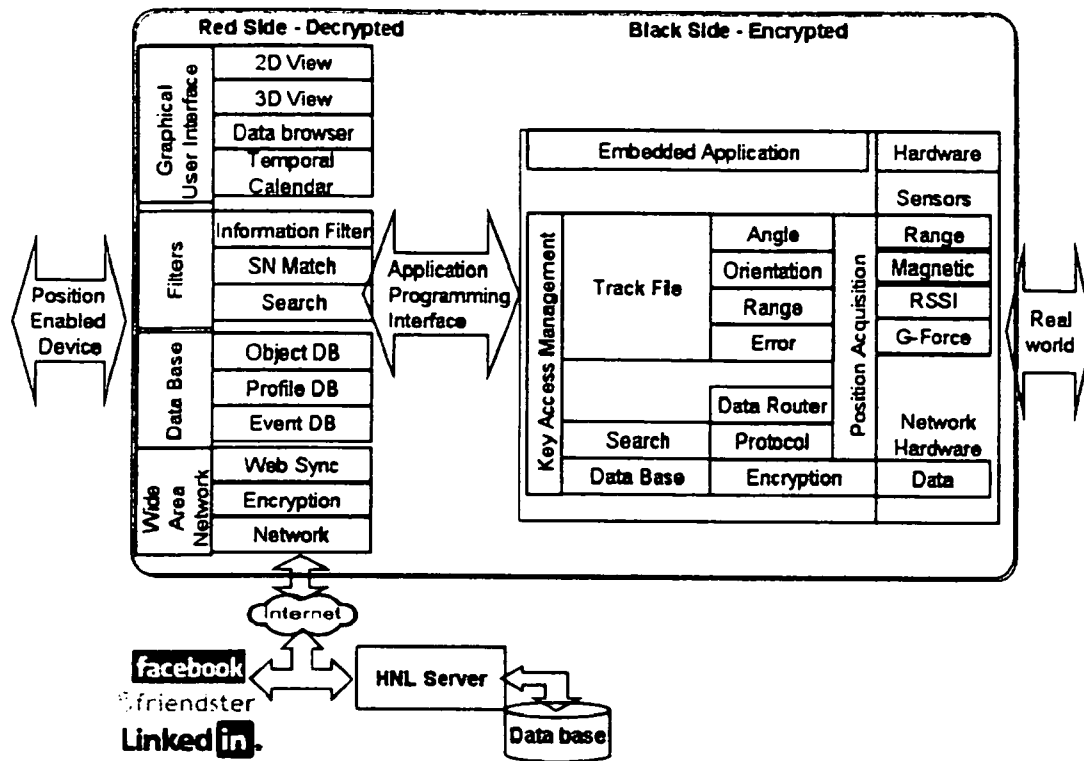 Red Side - Decrypted
Black Side - Encrypted
Graphical
User Interface
2D View
3D View
Data browser
Temporal
Calendar
Filters
Information Filter
SN Match
Search
Data Base
Object DB
Profile DB
Event DB
Wide
Area
Network
Web Sync
Encryption
Network
Position
Enabled
Device
Application
Programming
Interface
Embedded Application
Hardware
Sensors
Key Access Management
Track File
Angle
Orientation
Range
Error
Position Acquisition
Range
Magnetic
RSSI
G-Force
Data Router
Search
Protocol
Network
Hardware
Data Base
Encryption
Data
Real
world
Internet
facebook
friendster
Linked in.
HNL Server
Data base